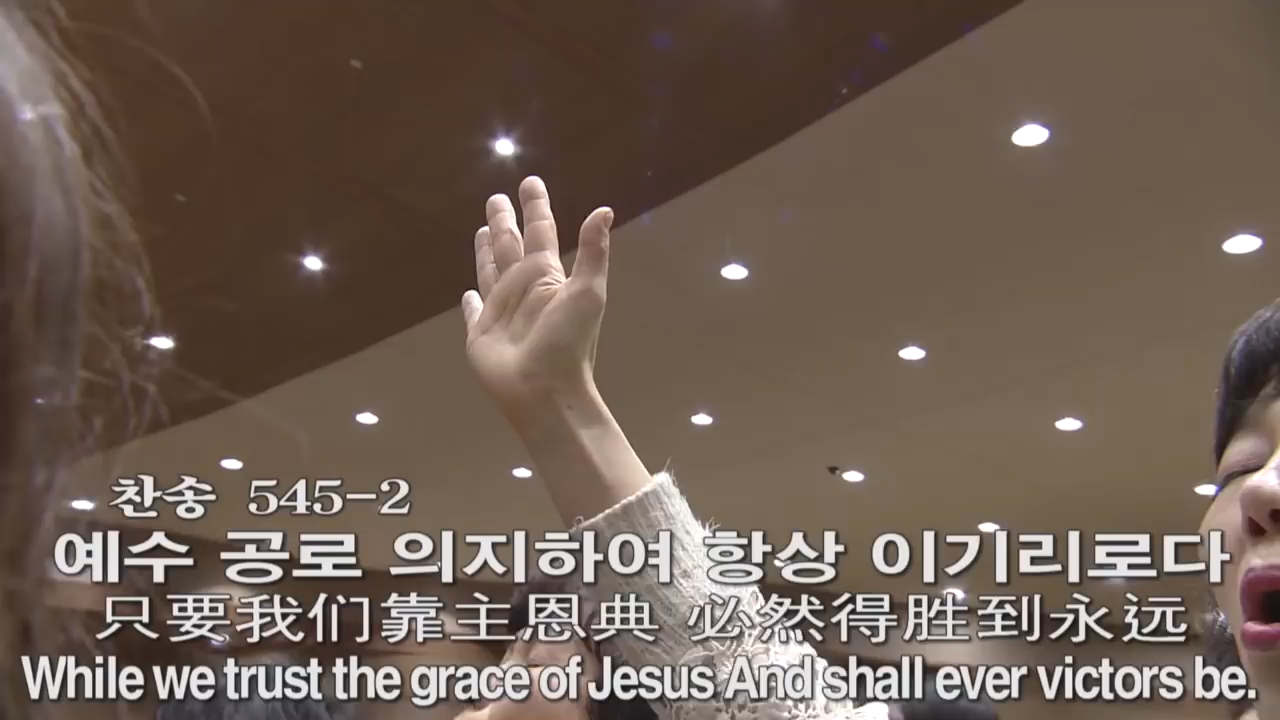 찬송 545-2
예수 공로 의지하여 항상 이기리로다
只要我们靠主恩典 必然得胜到永远
While we trust the grace of Jesus And shall ever victors be.